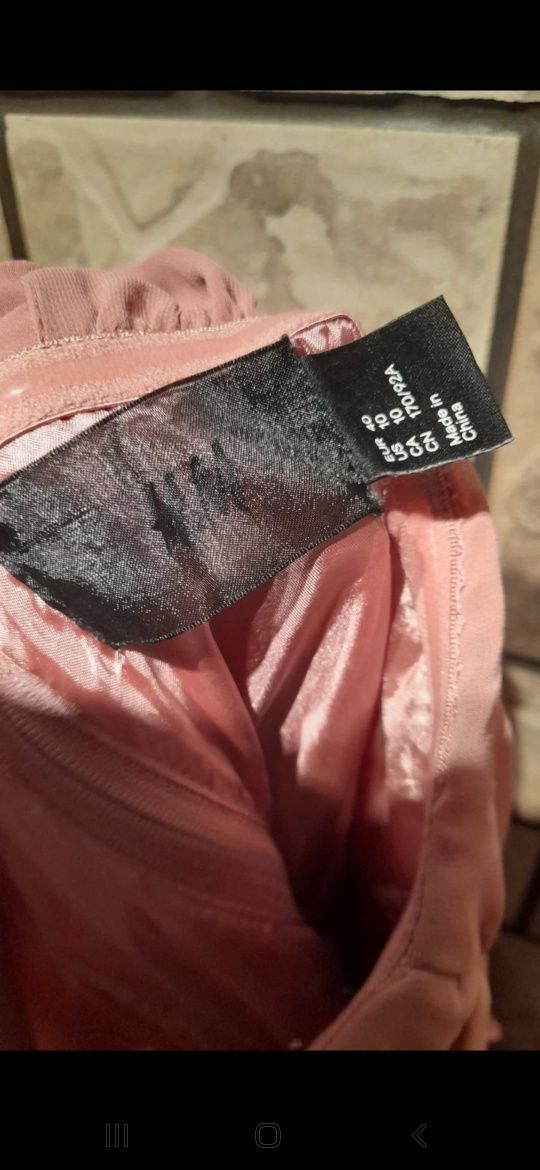 H&M
EUR 40
US 10
CA 10
CN 170/92A
Made in
China